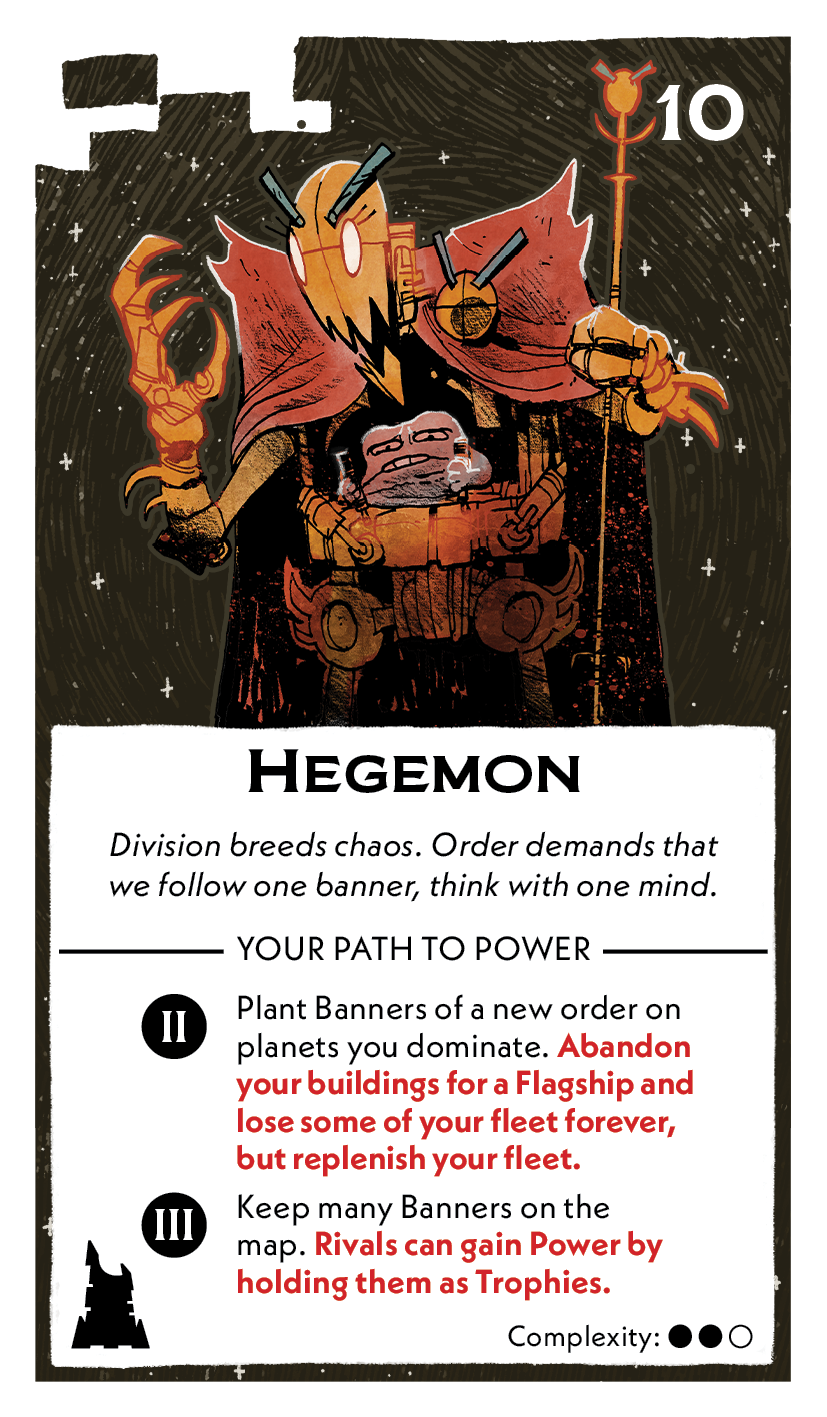 10
Hegemon
Division breeds chaos. Order demands that
we follow one banner, think with one mind.
YOUR PATH TO POWER
II
Plant Banners of a new order on
planets you dominate. Abandon
your buildings for a Flagship and
lose some of your fleet forever,
but replenish your fleet.
III
Keep many Banners on the
map. Rivals can gain Power by
holding them as Trophies.
Complexity: